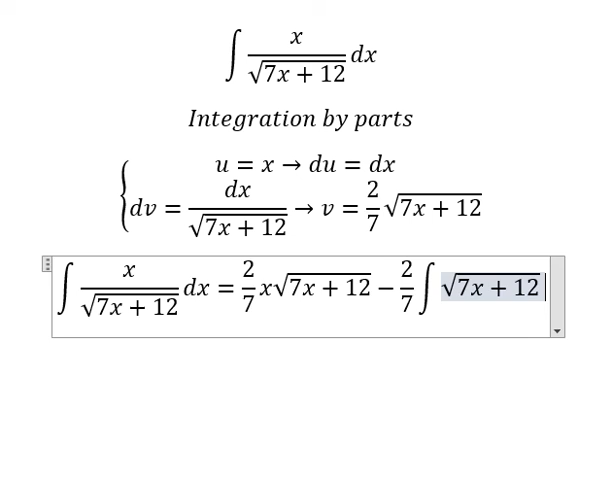 ∫ x/√(7x + 12) dx
Integration by parts
{ u = x → du = dx
dv = dx/√(7x + 12) → v = 2/7 √(7x + 12)
∫ x/√(7x + 12) dx = 2/7 x√(7x + 12) − 2/7 ∫ √(7x + 12)